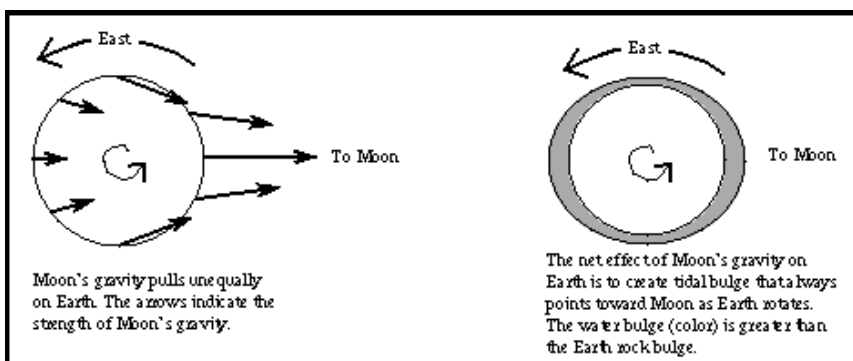 East
To Moon
Moon's gravity pulls unequally
on Earth. The arrows indicate the
strength of Moon's gravity.
East
To Moon
The net effect of Moon's gravity on
Earth is to create tidal bulge that always
points toward Moon as Earth rotates.
The water bulge (color) is greater than
the Earth rock bulge.